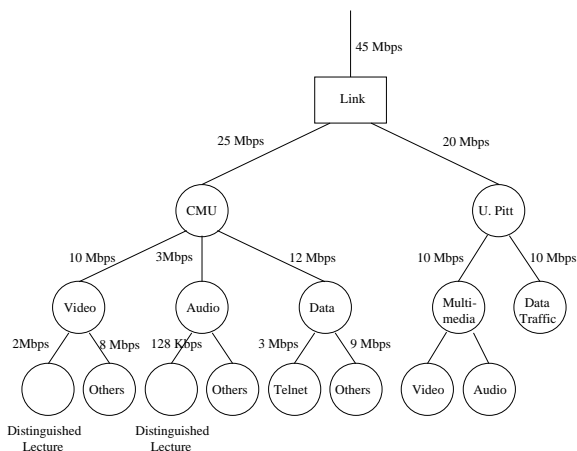 45 Mbps
Link
25 Mbps
20 Mbps
CMU
U. Pitt
10 Mbps
3Mbps
12 Mbps
10 Mbps
10 Mbps
Video
Audio
Data
Multi-
media
Data
Traffic
2Mbps
8 Mbps
128 Kbps
3 Mbps
9 Mbps
Others
Others
Telnet
Others
Video
Audio
Distinguished
Lecture
Distinguished
Lecture